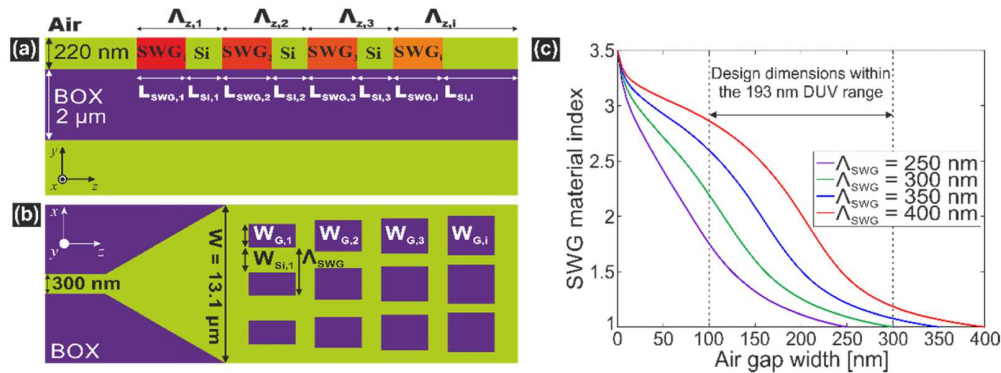 Air
Λz,1 Λz,2 Λz,3 Λz,i
(a)
220 nm SWG1 Si SWG2 Si SWG3 Si SWGi
BOX
2 μm
LSWG,1 LSi,1 LSWG,2 LSi,2 LSWG,3 LSi,3 LSWG,i LSi,i
y
x z
(b)
x
y z
300 nm
BOX
W = 13.1 μm
WG,1 WG,2 WG,3 WG,i
WSi,1 ΛSWG
(c)
SWG material index
3.5
3
2.5
2
1.5
1
Design dimensions within
the 193 nm DUV range
ΛSWG = 250 nm
ΛSWG = 300 nm
ΛSWG = 350 nm
ΛSWG = 400 nm
0 50 100 150 200 250 300 350 400
Air gap width [nm]